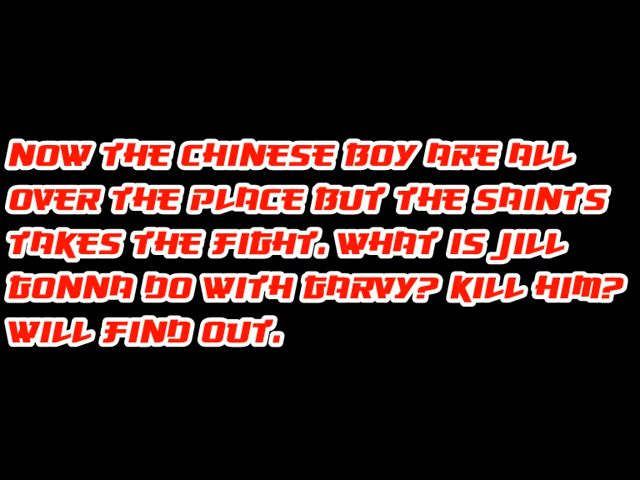 NOW THE CHINESE BOY ARE ALL
OVER THE PLACE BUT THE SAINTS
TAKES THE FIGHT. WHAT IS JILL
GONNA DO WITH GARVY? KILL HIM?
WILL FIND OUT.